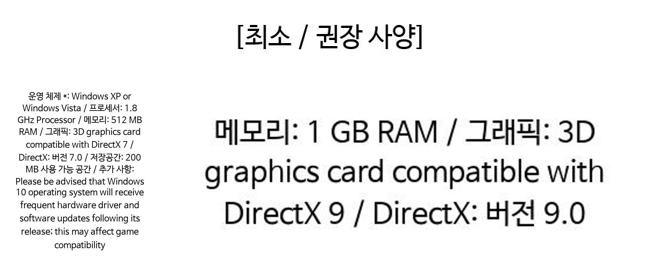 [최소 / 권장 사양]
운영 체제 *: Windows XP or
Windows Vista / 프로세서: 1.8
GHz Processor / 메모리: 512 MB
RAM / 그래픽: 3D graphics card
compatible with DirectX 7 /
DirectX: 버전 7.0 / 저장공간: 200
MB 사용 가능 공간 / 추가 사항:
Please be advised that Windows
10 operating system will receive
frequent hardware driver and
software updates following its
release; this may affect game
compatibility
메모리: 1 GB RAM / 그래픽: 3D
graphics card compatible with
DirectX 9 / DirectX: 버전 9.0